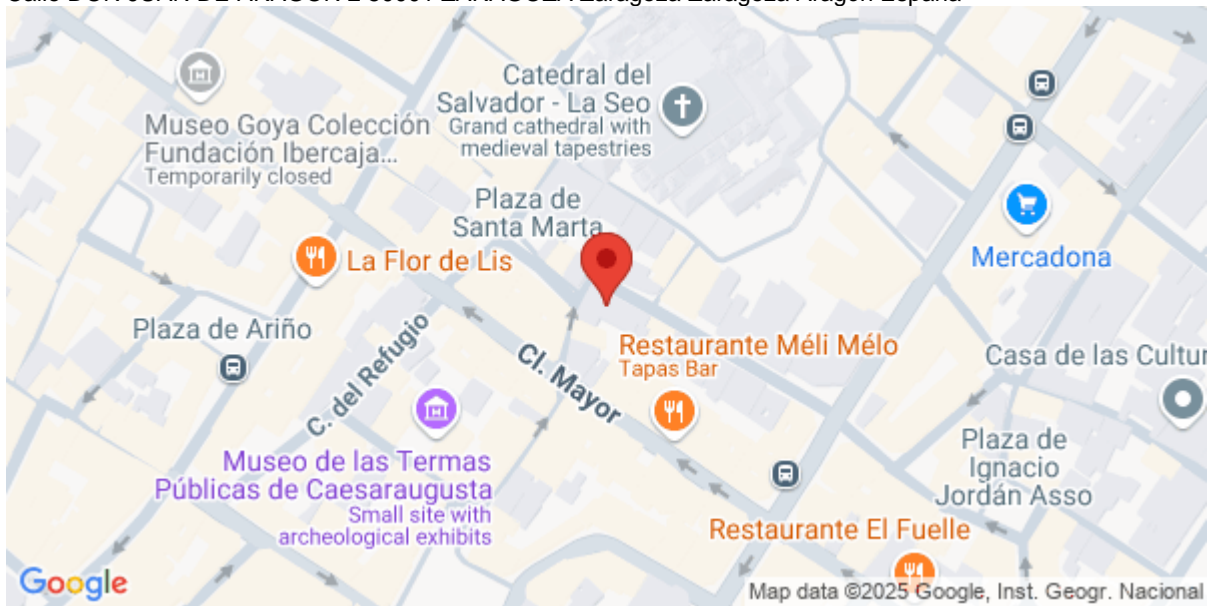 Catedral del
Salvador - La Seo
Grand cathedral with
medieval tapestries
Museo Goya Colección
Fundación Ibercaja...
Temporarily closed
Plaza de
Santa Marta
La Flor de Lis
Mercadona
Plaza de Ariño
C. del Refugio
Cl. Mayor
Restaurante Méli Mélo
Tapas Bar
Casa de las Cultur
Museo de las Termas
Públicas de Caesaraugusta
Small site with
archeological exhibits
Plaza de
Ignacio
Jordán Asso
Restaurante El Fuelle
Google
Map data ©2025 Google, Inst. Geogr. Nacional